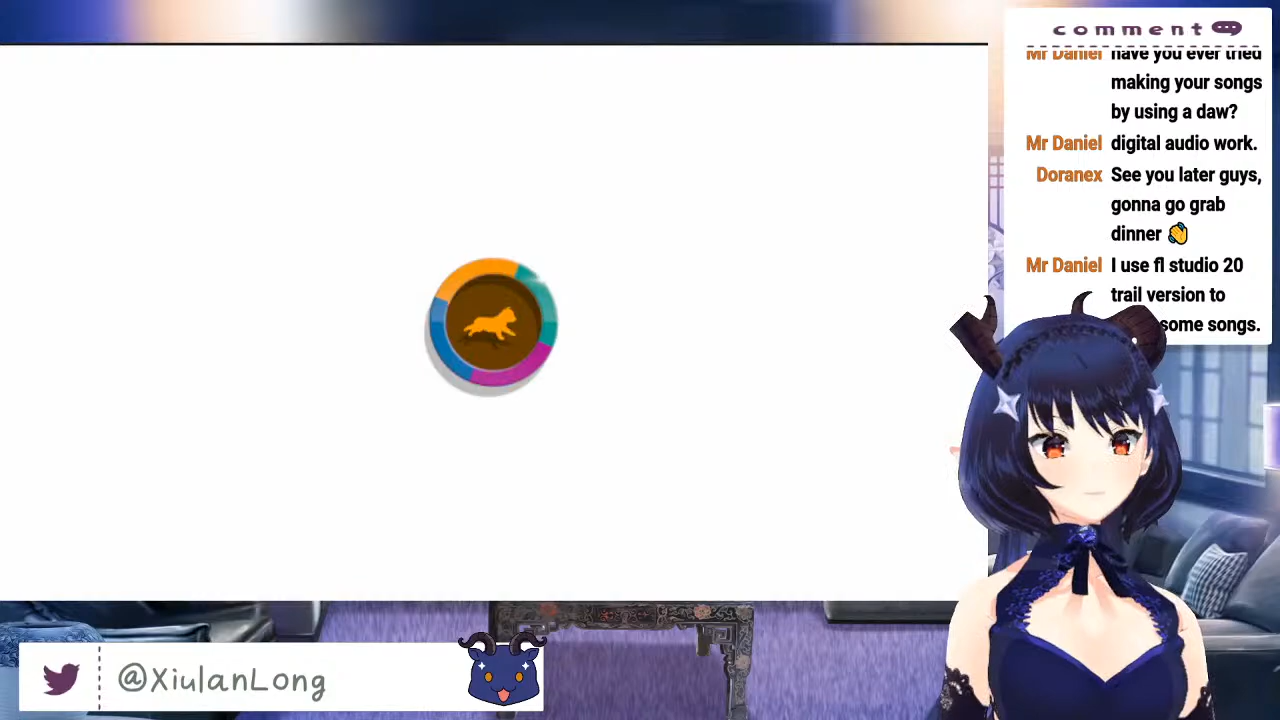 comment
Mr Daniel have you ever tried
making your songs
by using a daw?
Mr Daniel digital audio work.
Doranex See you later guys,
gonna go grab
dinner 👋
Mr Daniel I use fl studio 20
trail version to
some songs.
@XiulanLong